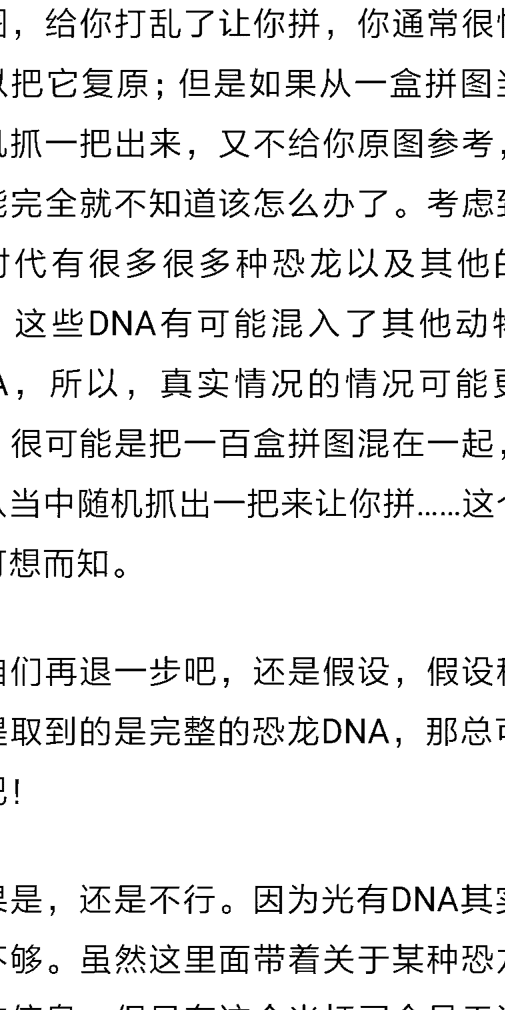 ，给你打乱了让你拼，你通常很
把它复原；但是如果从一盒拼图
抓一把出来，又不给你原图参考，
完全就不知道该怎么办了。考虑
时代有很多很多种恐龙以及其他的
这些DNA有可能混入了其他动物
A，所以，真实情况的情况可能更
很可能是把一百盒拼图混在一起，
当中随机抓出一把来让你拼……这个
可想而知。
咱们再退一步吧，还是假设，假设
提取到的是完整的恐龙DNA，那总可
吧！
果是，还是不行。因为光有DNA其实
不够。虽然这里面带着关于某种恐龙